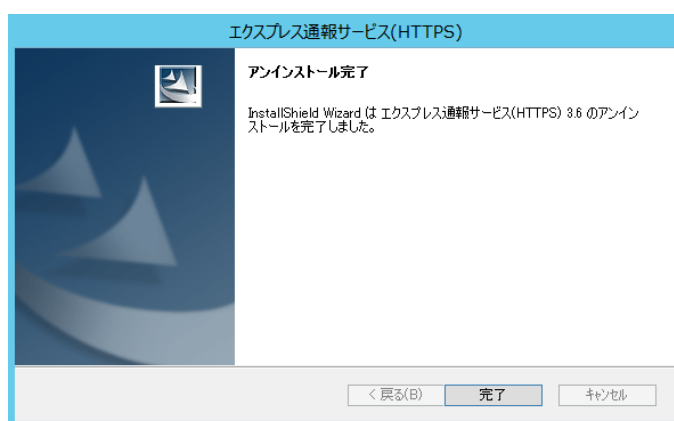 エクスプレス通報サービス(HTTPS)
アンインストール完了
InstallShield Wizard は エクスプレス通報サービス(HTTPS) 3.6 のアンイン
ストールを完了しました。
< 戻る(B)
完了
キャンセル